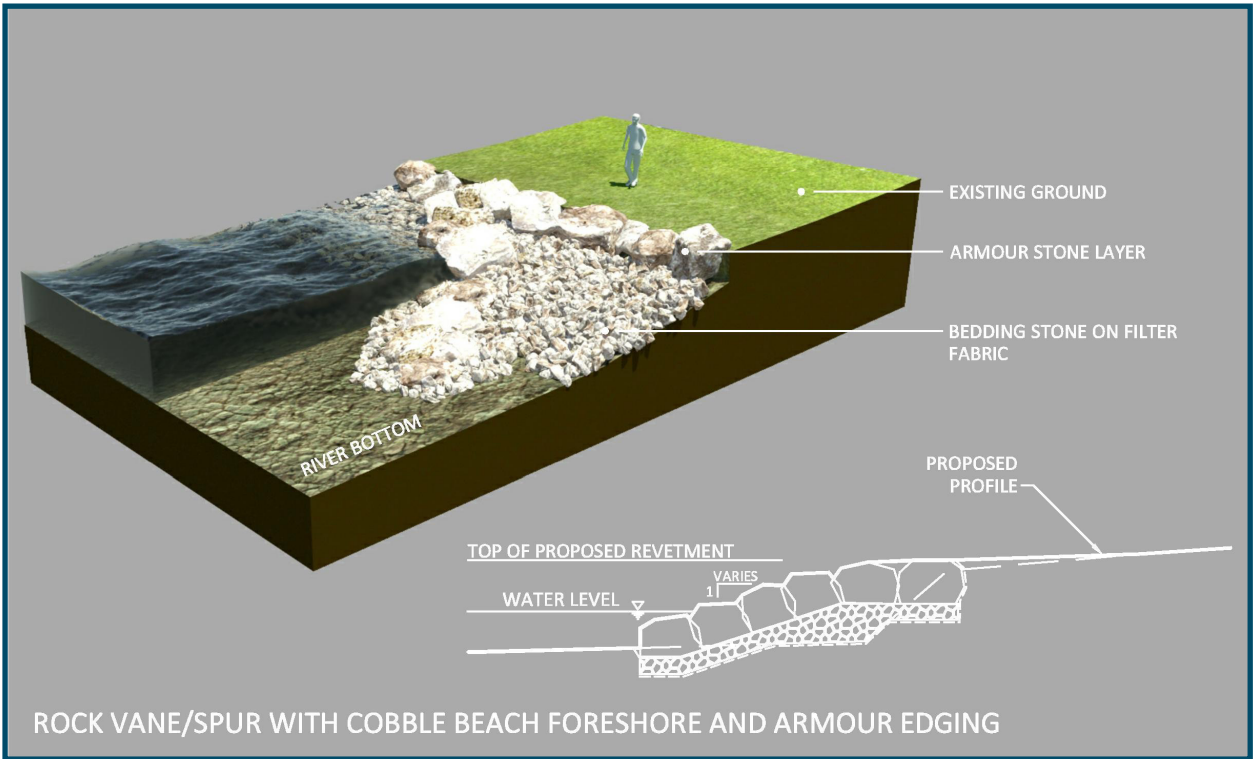 EXISTING GROUND
ARMOUR STONE LAYER
BEDDING STONE ON FILTER
FABRIC
RIVER BOTTOM
PROPOSED
PROFILE
TOP OF PROPOSED REVETMENT
VARIES
1
WATER LEVEL
ROCK VANE/SPUR WITH COBBLE BEACH FORESHORE AND ARMOUR EDGING